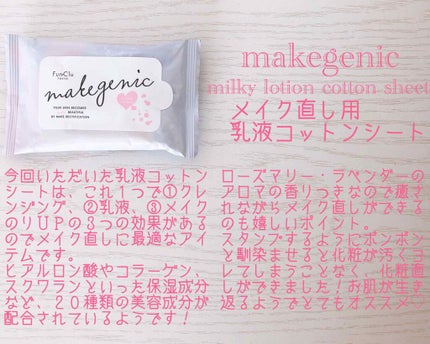 FunCla
makegenic
YOUR SKIN BECOMES
BEAUTIFUL
BY MAKE RECTIFICATION
makegenic
milky lotion cotton sheet
メイク直し用
乳液コットンシート
今回いただいた乳液コットン
シートは、これ1つで①クレ
ンジング、②乳液、③メイク
のりUPの3つの効果がある
のでメイク直しに最適なアイ
テムです。
ヒアルロン酸やコラーゲン、
スクワランといった保湿成分
など、20種類の美容成分が
配合されているようです!
ローズマリー・ラベンダーの
アロマの香りつきなので癒さ
れながらメイク直しができる
のも嬉しいポイント。
スタンプするようにポンポン
と馴染ませると化粧が汚くヨ
レてしまうことなく、化粧直
しができました!お肌が生き
返るようでとてもオススメ♡